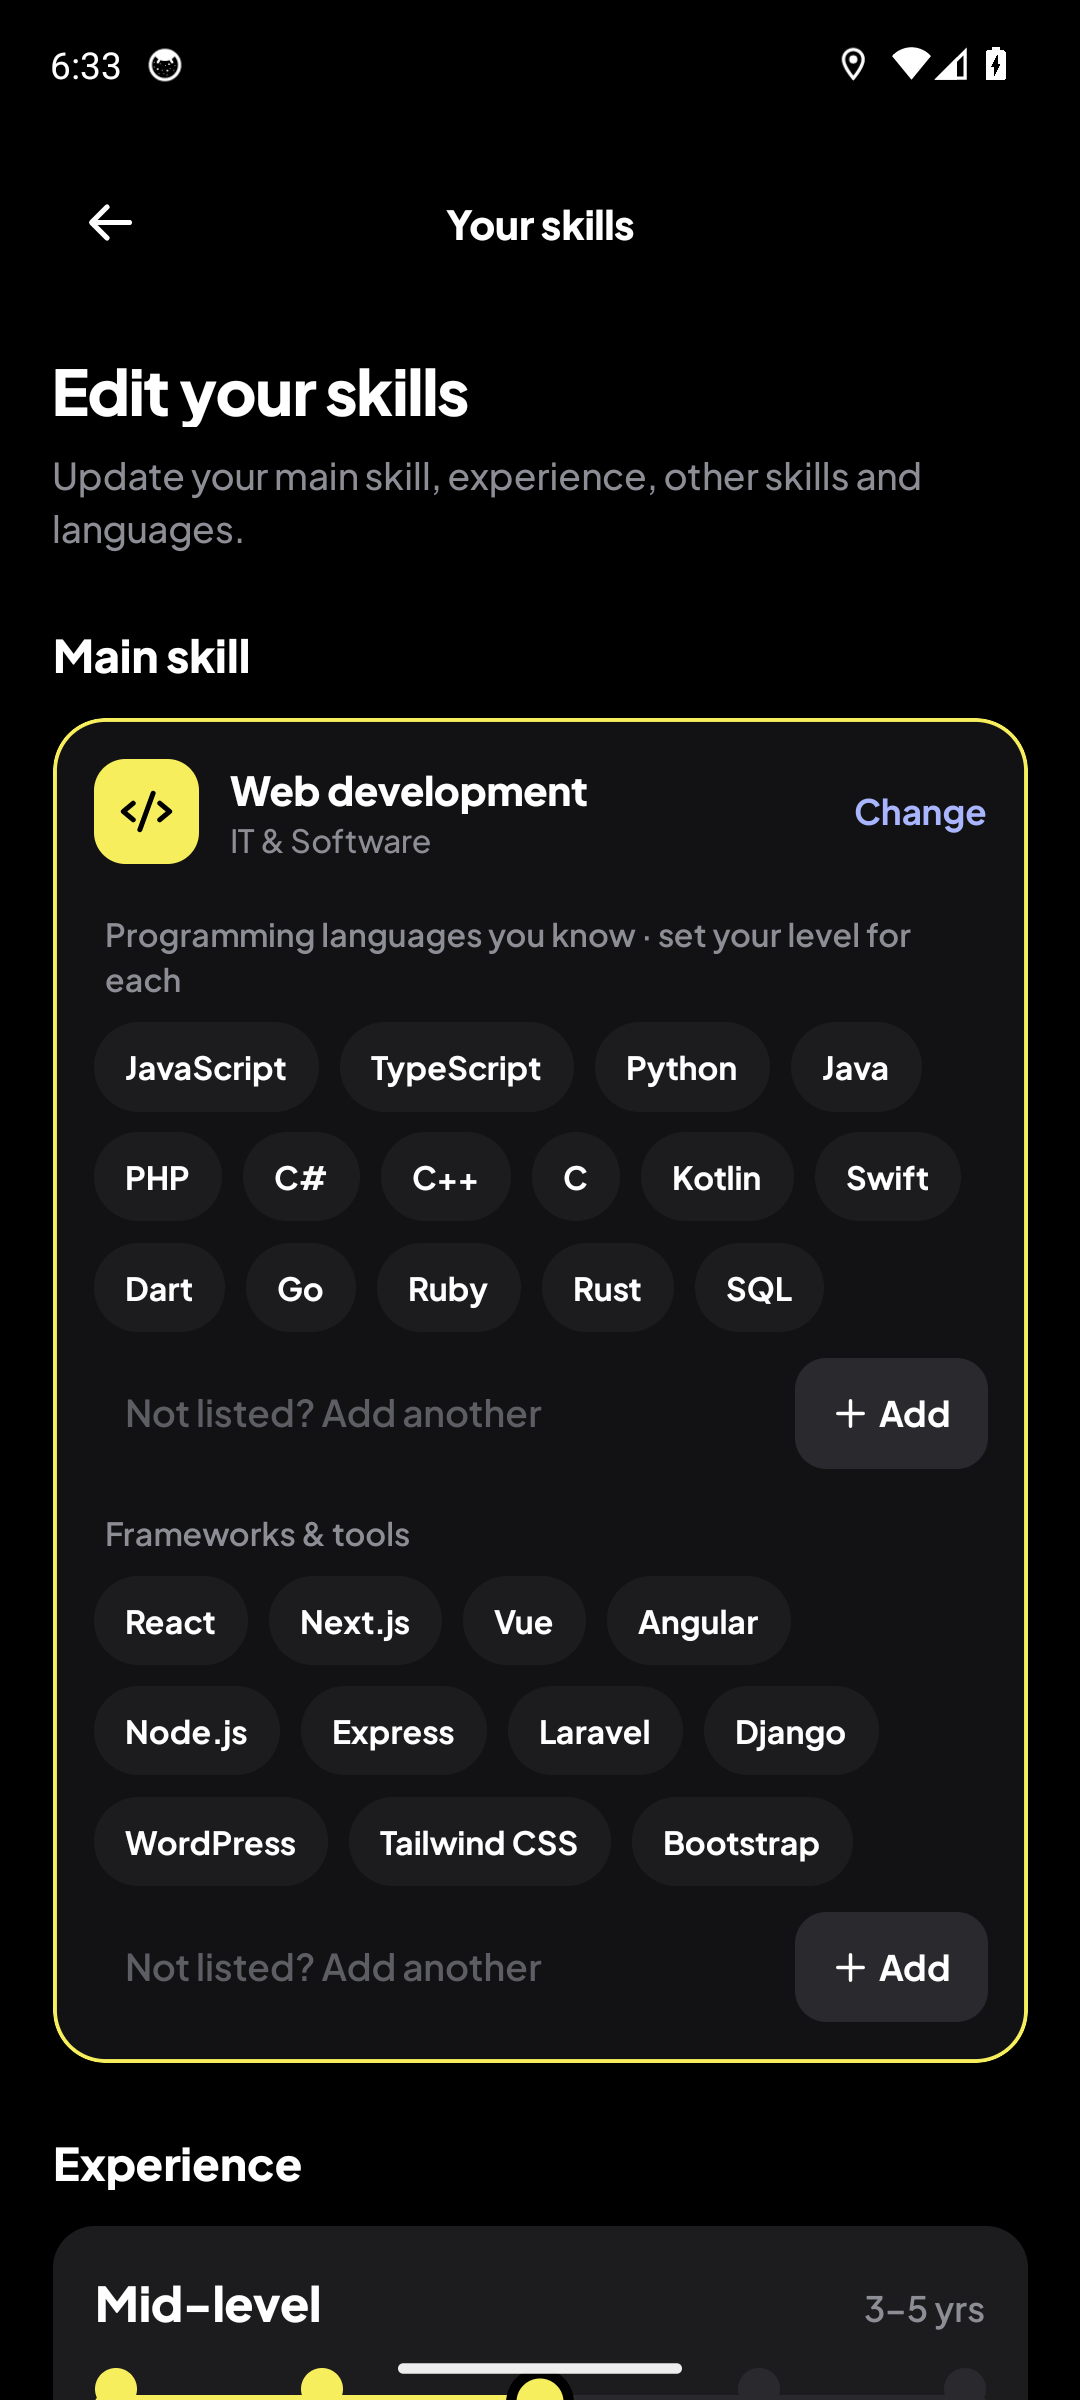 6:33
Your skills
Edit your skills
Update your main skill, experience, other skills and
languages.
Main skill
Web development
IT & Software
Change
Programming languages you know · set your level for
each
JavaScript TypeScript Python Java
PHP C# C++ C Kotlin Swift
Dart Go Ruby Rust SQL
Not listed? Add another + Add
Frameworks & tools
React Next.js Vue Angular
Node.js Express Laravel Django
WordPress Tailwind CSS Bootstrap
Not listed? Add another + Add
Experience
Mid-level 3–5 yrs